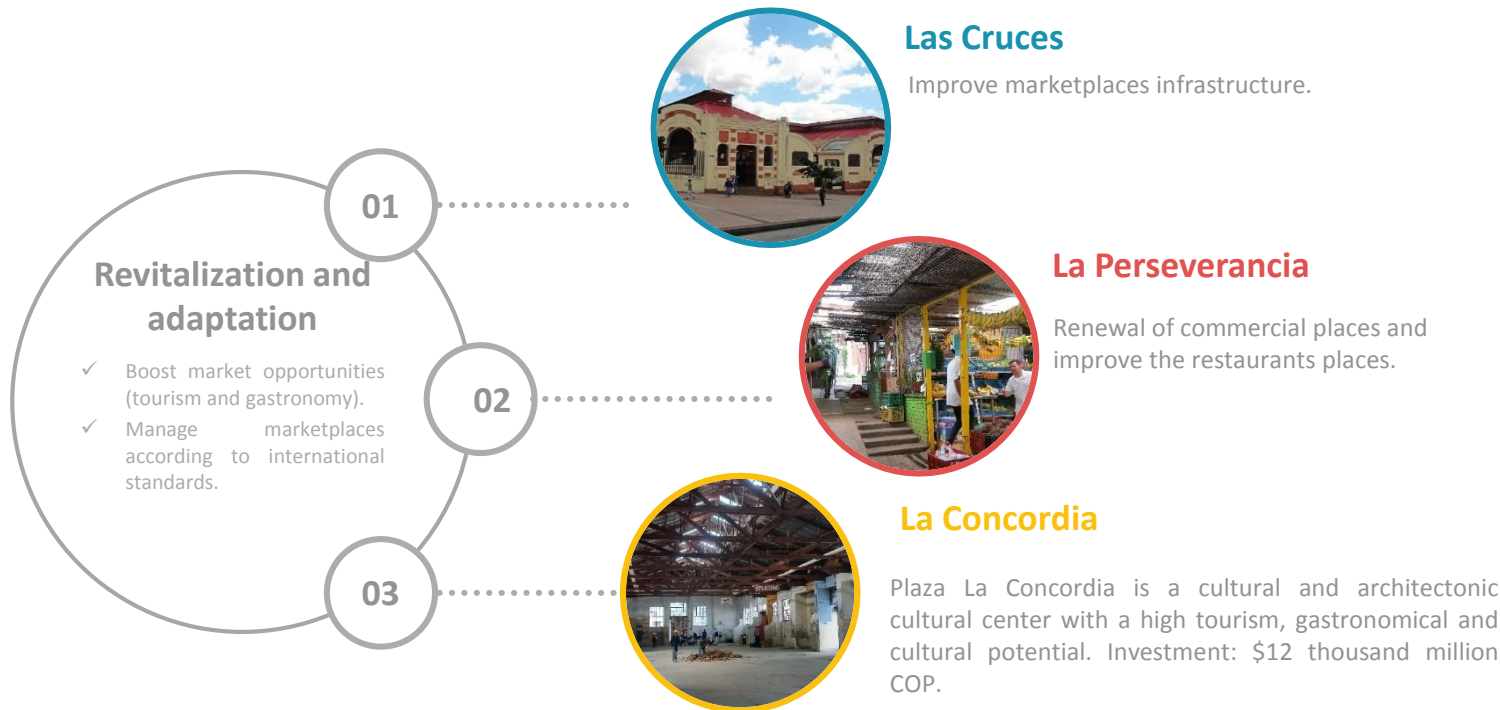 Revitalization and
adaptation
✓ Boost market opportunities
(tourism and gastronomy).
✓ Manage marketplaces
according to international
standards.
01
Las Cruces
Improve marketplaces infrastructure.
02
La Perseverancia
Renewal of commercial places and
improve the restaurants places.
03
La Concordia
Plaza La Concordia is a cultural and architectonic
cultural center with a high tourism, gastronomical and
cultural potential. Investment: $12 thousand million
COP.